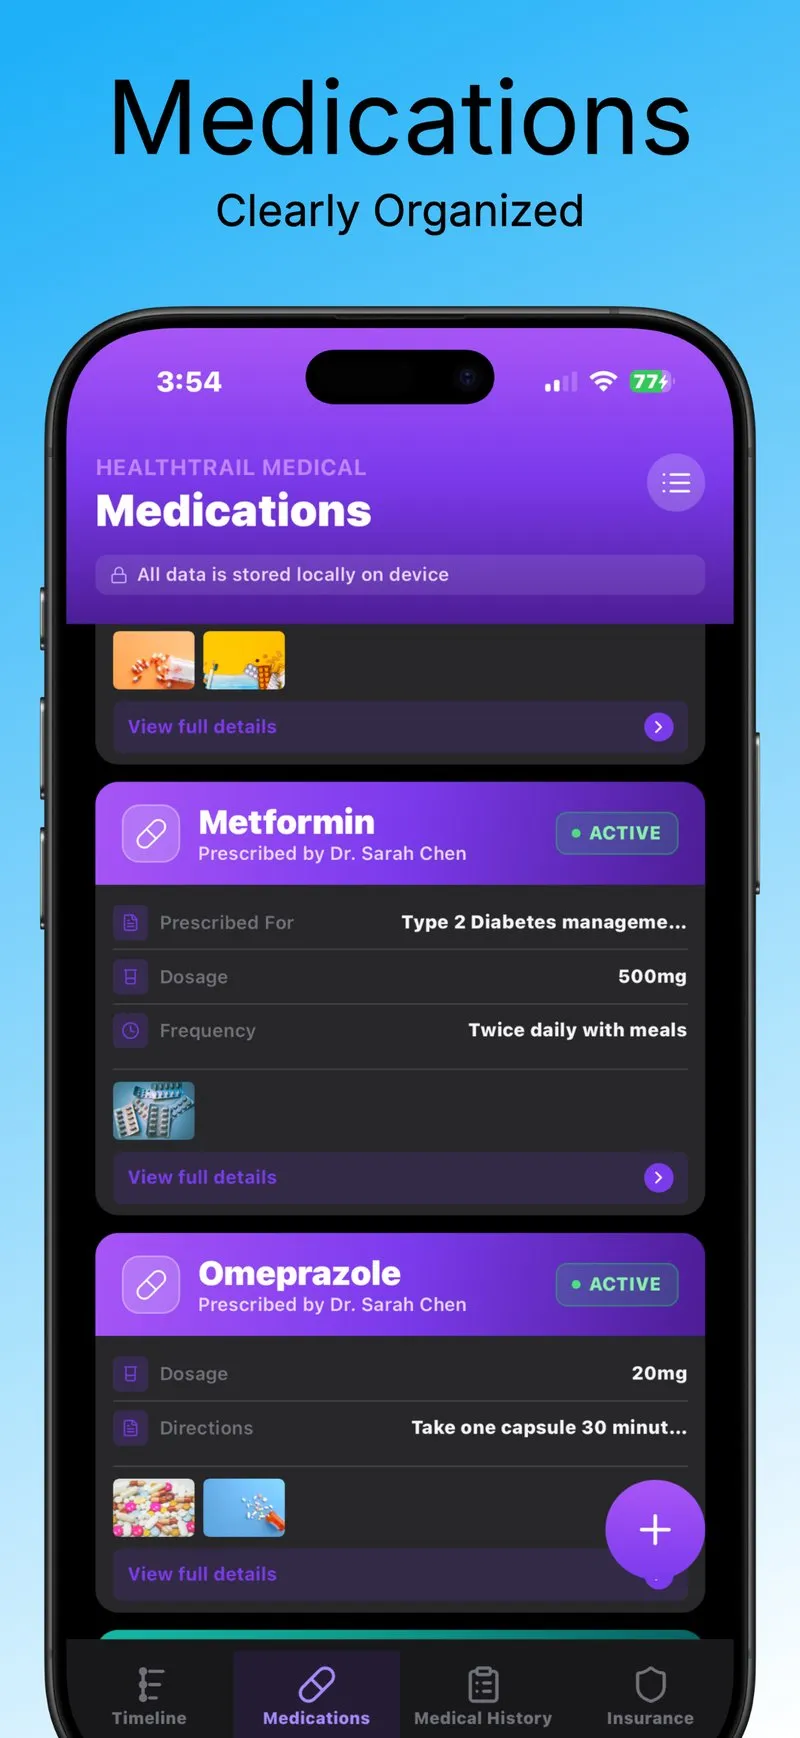 Medications
Clearly Organized
3:54
77
HEALTHTRAIL MEDICAL
Medications
All data is stored locally on device
View full details
Metformin
Prescribed by Dr. Sarah Chen
ACTIVE
Prescribed For
Type 2 Diabetes manageme...
Dosage
500mg
Frequency
Twice daily with meals
View full details
Omeprazole
Prescribed by Dr. Sarah Chen
ACTIVE
Dosage
20mg
Directions
Take one capsule 30 minut...
View full details
Timeline
Medications
Medical History
Insurance